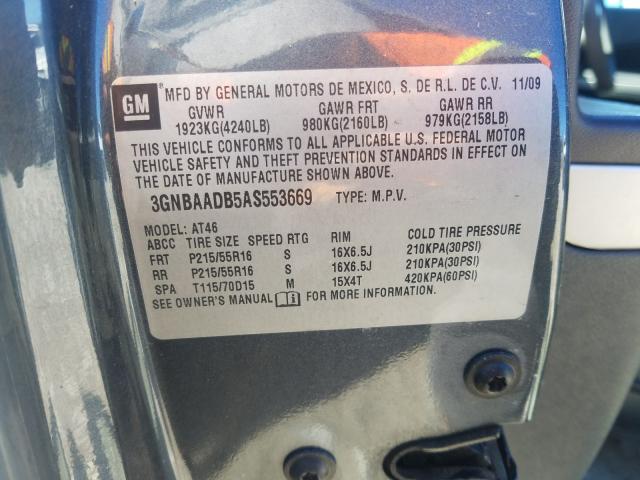 GM
®
MFD BY GENERAL MOTORS DE MEXICO, S. DE R.L. DE C.V. 11/09
GVWR GAWR FRT GAWR RR
1923KG(4240LB) 980KG(2160LB) 979KG(2158LB)
THIS VEHICLE CONFORMS TO ALL APPLICABLE U.S. FEDERAL MOTOR
VEHICLE SAFETY AND THEFT PREVENTION STANDARDS IN EFFECT ON
THE DATE OF MANUFACTURE SHOWN ABOVE.
3GNBAADB5AS553669 TYPE: M.P.V.
MODEL: AT46
ABCC TIRE SIZE SPEED RTG RIM COLD TIRE PRESSURE
FRT P215/55R16 S 16X6.5J 210KPA(30PSI)
RR P215/55R16 S 16X6.5J 210KPA(30PSI)
SPA T115/70D15 M 15X4T 420KPA(60PSI)
SEE OWNER'S MANUAL FOR MORE INFORMATION.